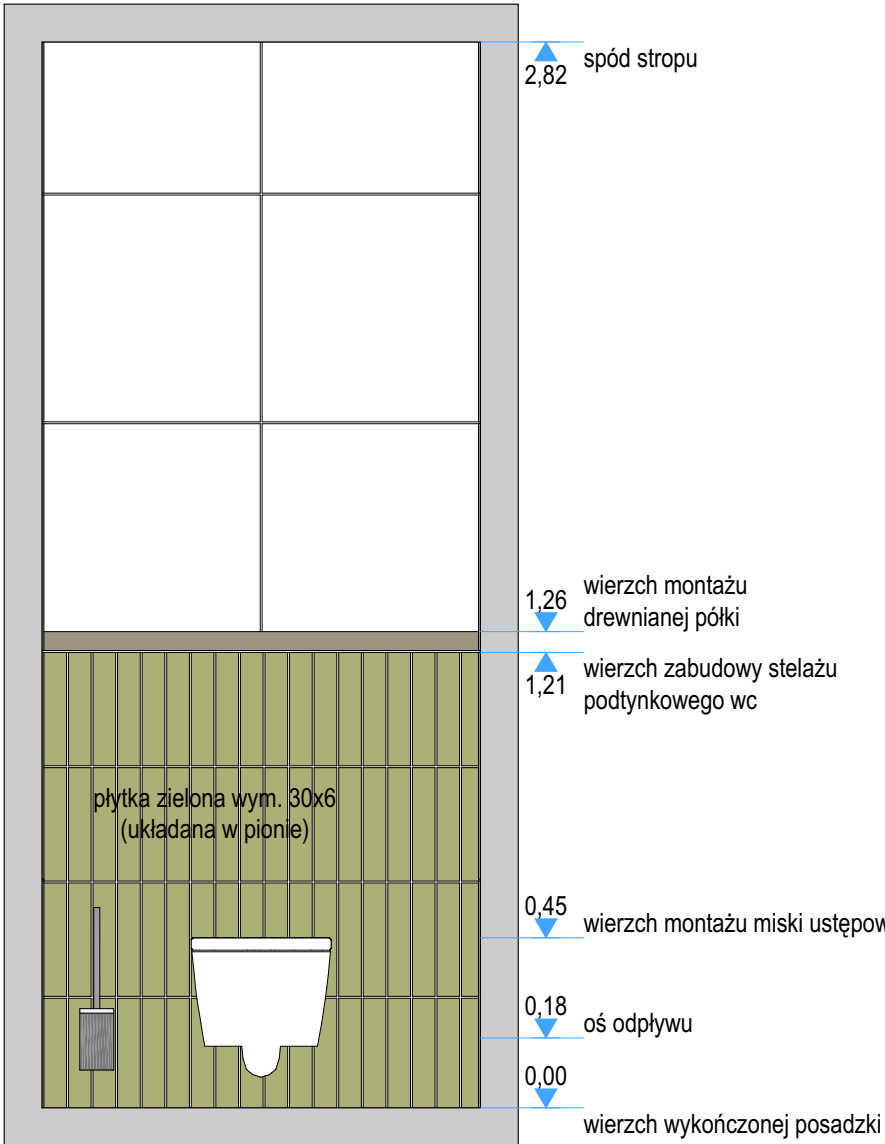 2,82
spód stropu
1,26
wierzch montażu
drewnianej półki
1,21
wierzch zabudowy stelażu
podtynkowego wc
płytka zielona wym. 30x6
(układana w pionie)
0,45
wierzch montażu miski ustępow
0,18
oś odpływu
0,00
wierzch wykończonej posadzki